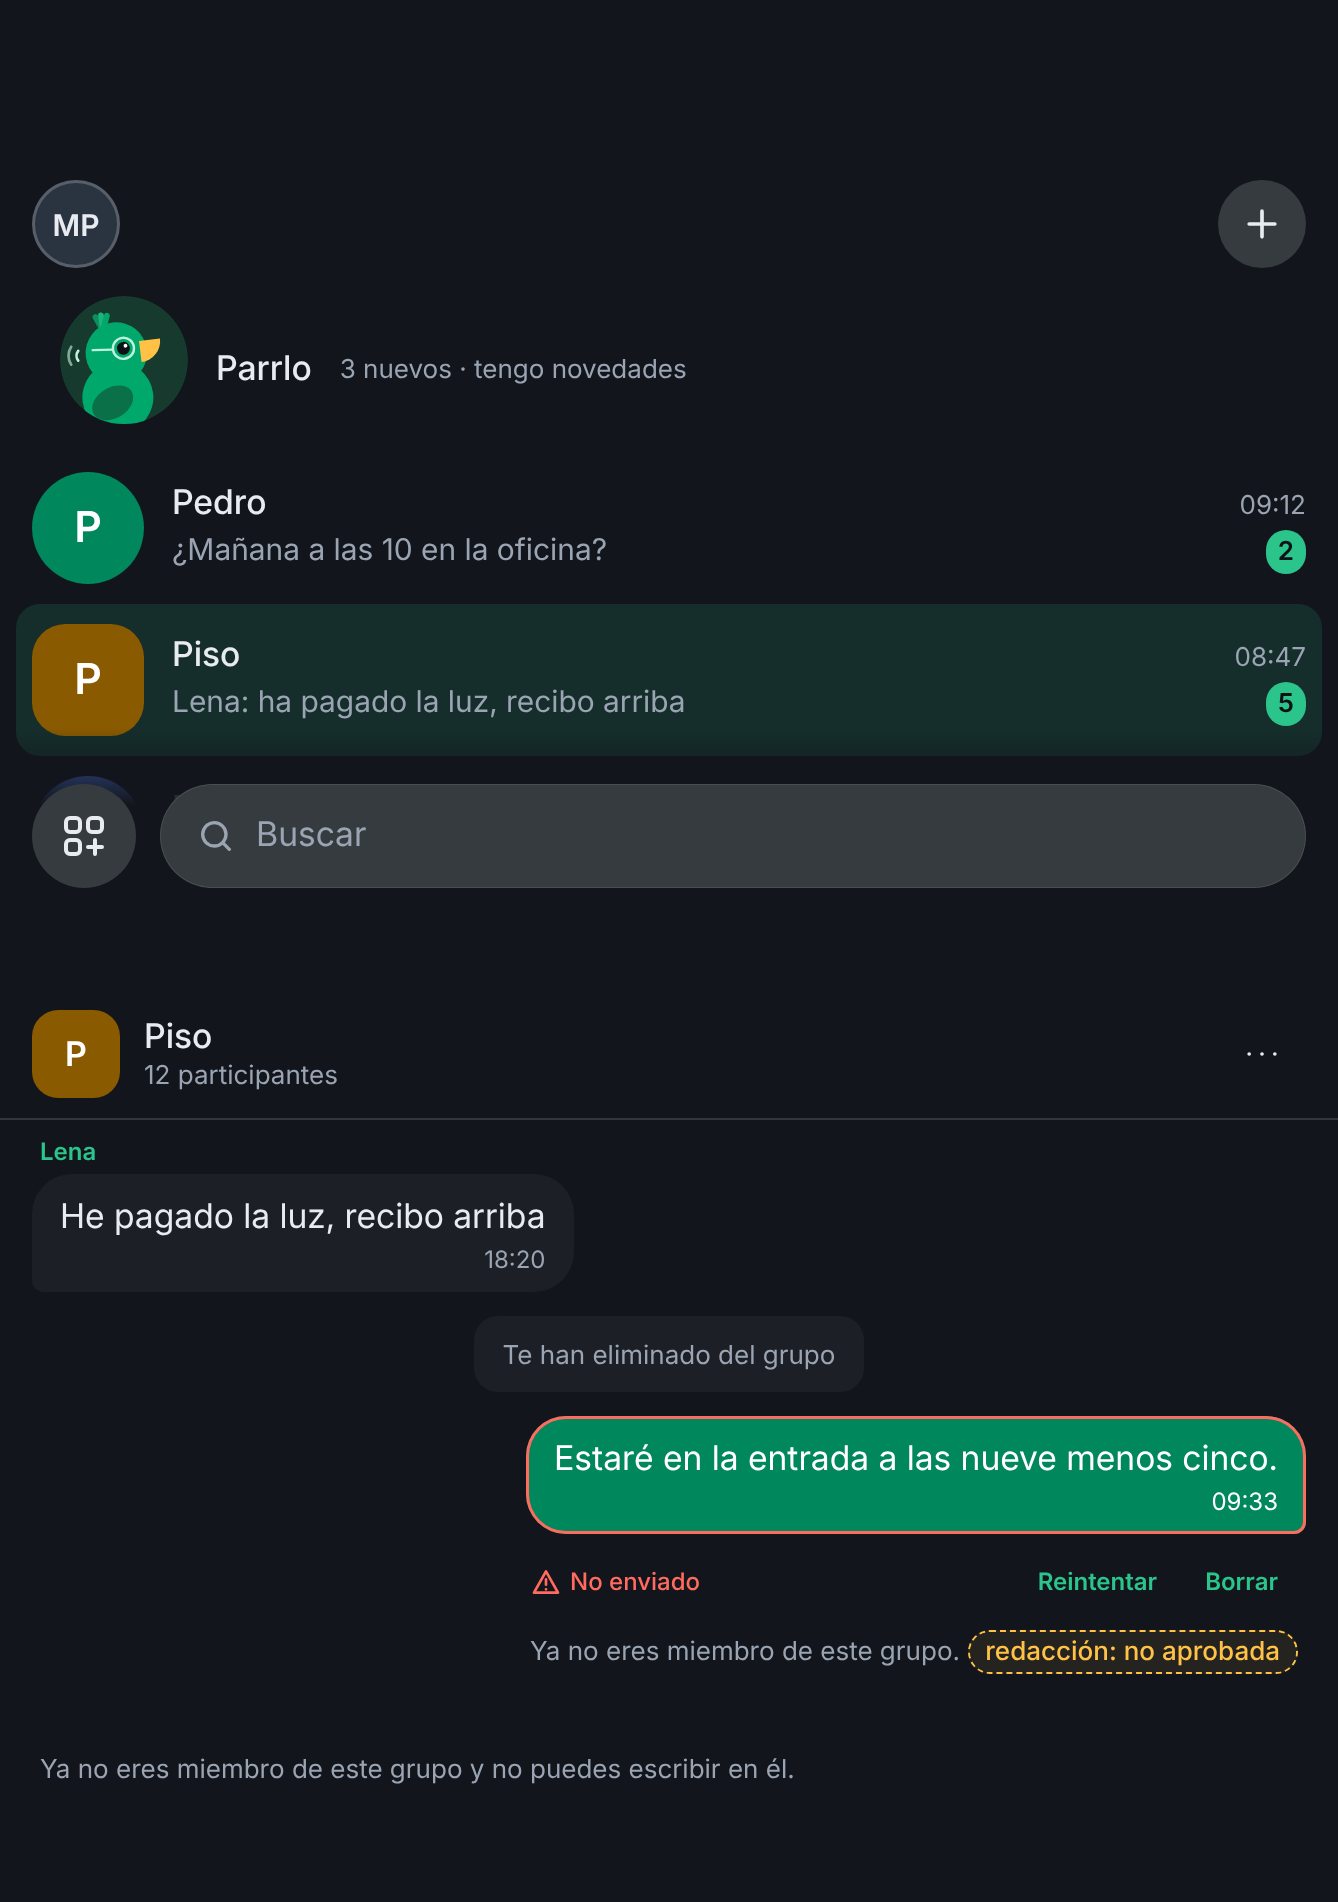 MP
Parrlo 3 nuevos · tengo novedades
P
Pedro 09:12
¿Mañana a las 10 en la oficina? 2
P
Piso 08:47
Lena: ha pagado la luz, recibo arriba 5
Buscar
P
Piso
12 participantes
Lena
He pagado la luz, recibo arriba
18:20
Te han eliminado del grupo
Estaré en la entrada a las nueve menos cinco.
09:33
No enviado Reintentar Borrar
Ya no eres miembro de este grupo. redacción: no aprobada
Ya no eres miembro de este grupo y no puedes escribir en él.